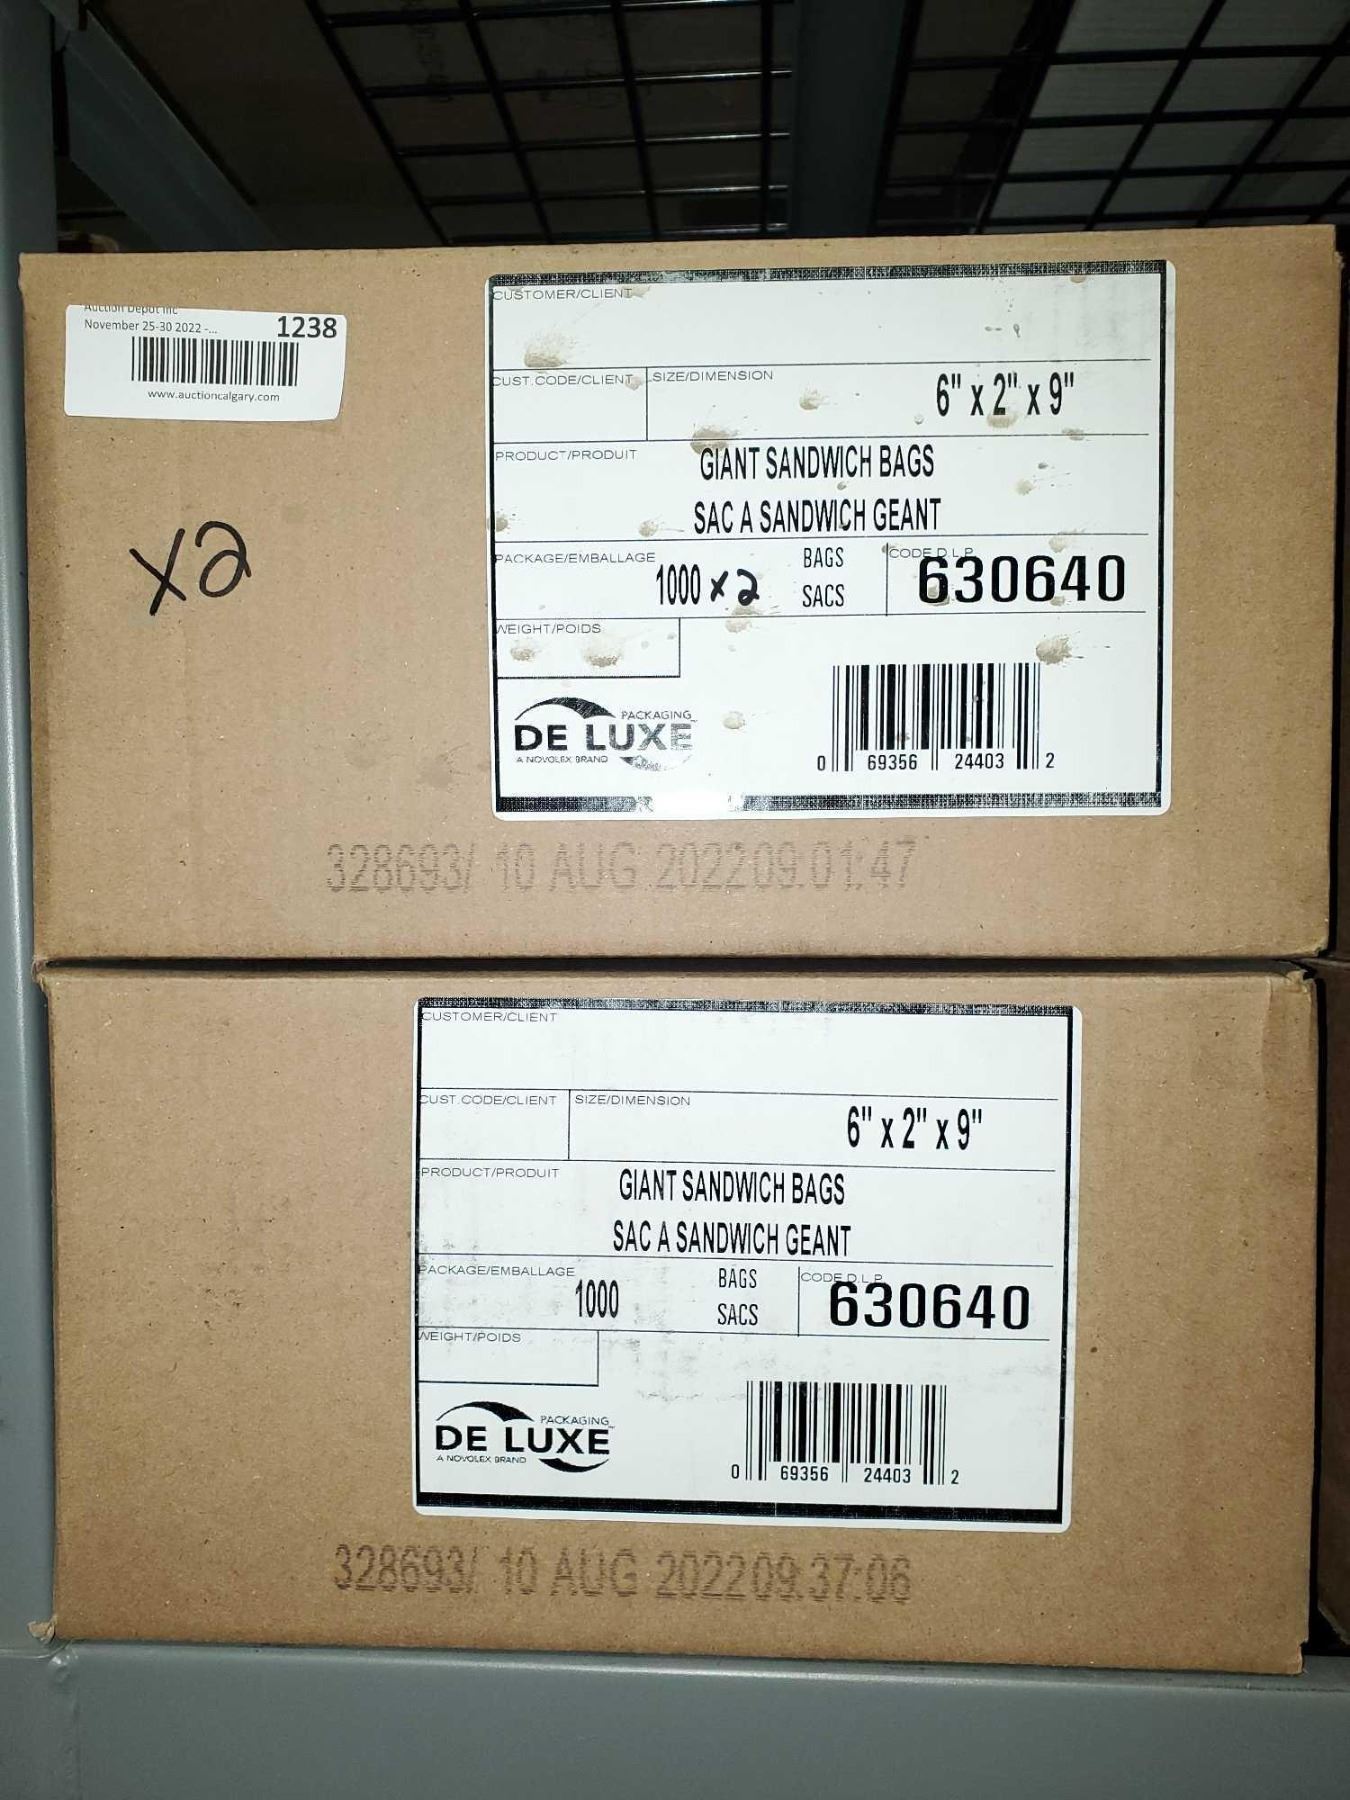 Auction Depot Inc
November 25-30 2022 -...
1238
www.auctioncalgary.com
X2
CUSTOMER/CLIENT
CUST.CODE/CLIENT
SIZE/DIMENSION
6" x 2" x 9"
PRODUCT/PRODUIT
GIANT SANDWICH BAGS
SAC A SANDWICH GEANT
PACKAGE/EMBALLAGE
1000 x 2
BAGS
SACS
CODE D.L.P.
630640
WEIGHT/POIDS
PACKAGING
DE LUXE
A NOVOLEX BRAND
0 69356 24403 2
328693/ 10 AUG 2022 09:01:47
CUSTOMER/CLIENT
CUST.CODE/CLIENT
SIZE/DIMENSION
6" x 2" x 9"
PRODUCT/PRODUIT
GIANT SANDWICH BAGS
SAC A SANDWICH GEANT
PACKAGE/EMBALLAGE
1000
BAGS
SACS
CODE D.L.P.
630640
WEIGHT/POIDS
PACKAGING
DE LUXE
A NOVOLEX BRAND
0 69356 24403 2
328693/ 10 AUG 2022 09:37:06